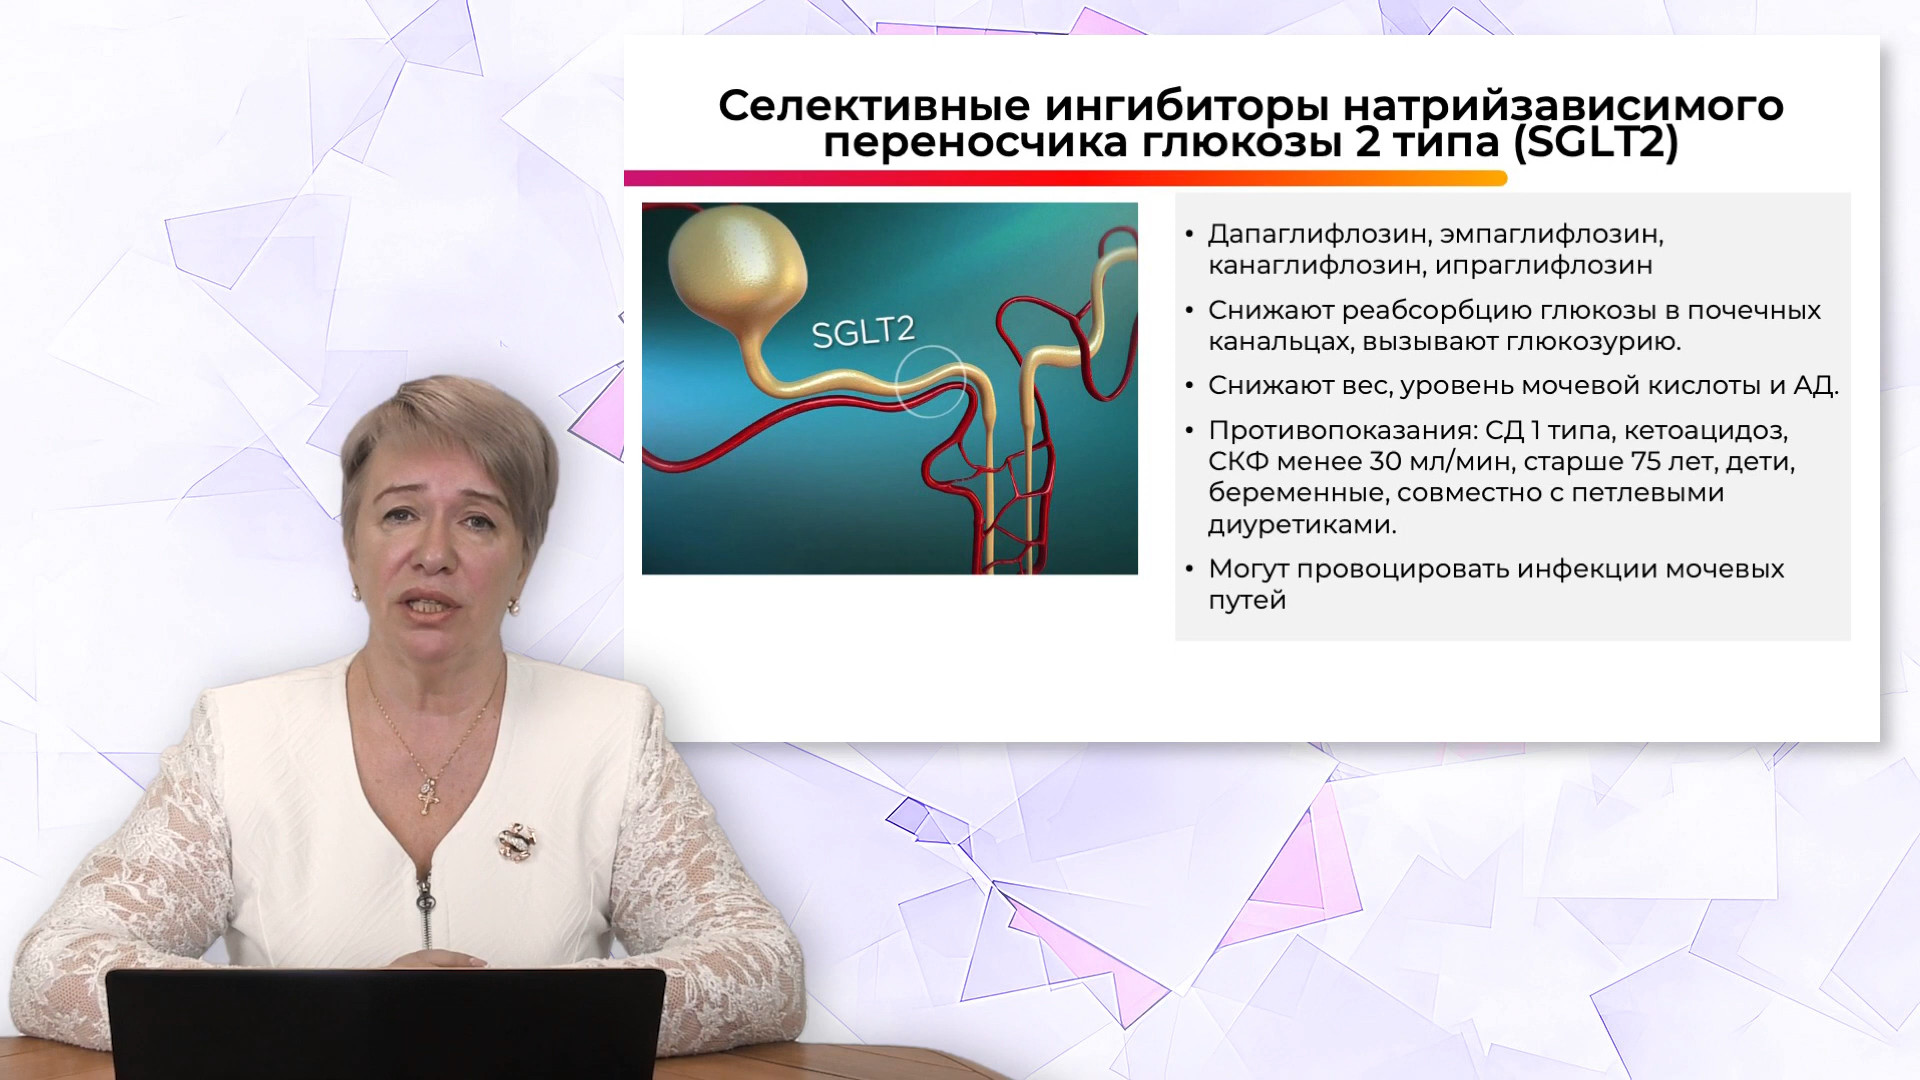 Селективные ингибиторы натрийзависимого
переносчика глюкозы 2 типа (SGLT2)
SGLT2
• Дапаглифлозин, эмпаглифлозин,
канаглифлозин, ипраглифлозин
• Снижают реабсорбцию глюкозы в почечных
канальцах, вызывают глюкозурию.
• Снижают вес, уровень мочевой кислоты и АД.
• Противопоказания: СД 1 типа, кетоацидоз,
СКФ менее 30 мл/мин, старше 75 лет, дети,
беременные, совместно с петлевыми
диуретиками.
• Могут провоцировать инфекции мочевых
путей